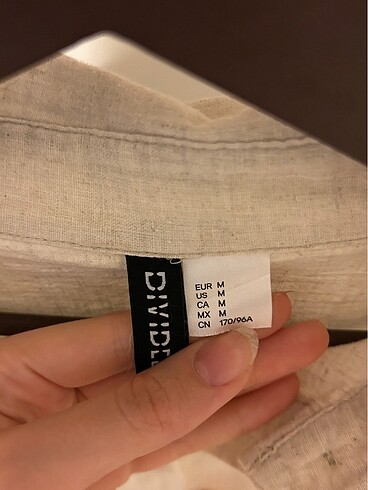 DIVIDE
EUR M
US M
CA M
MX M
CN 170/96A